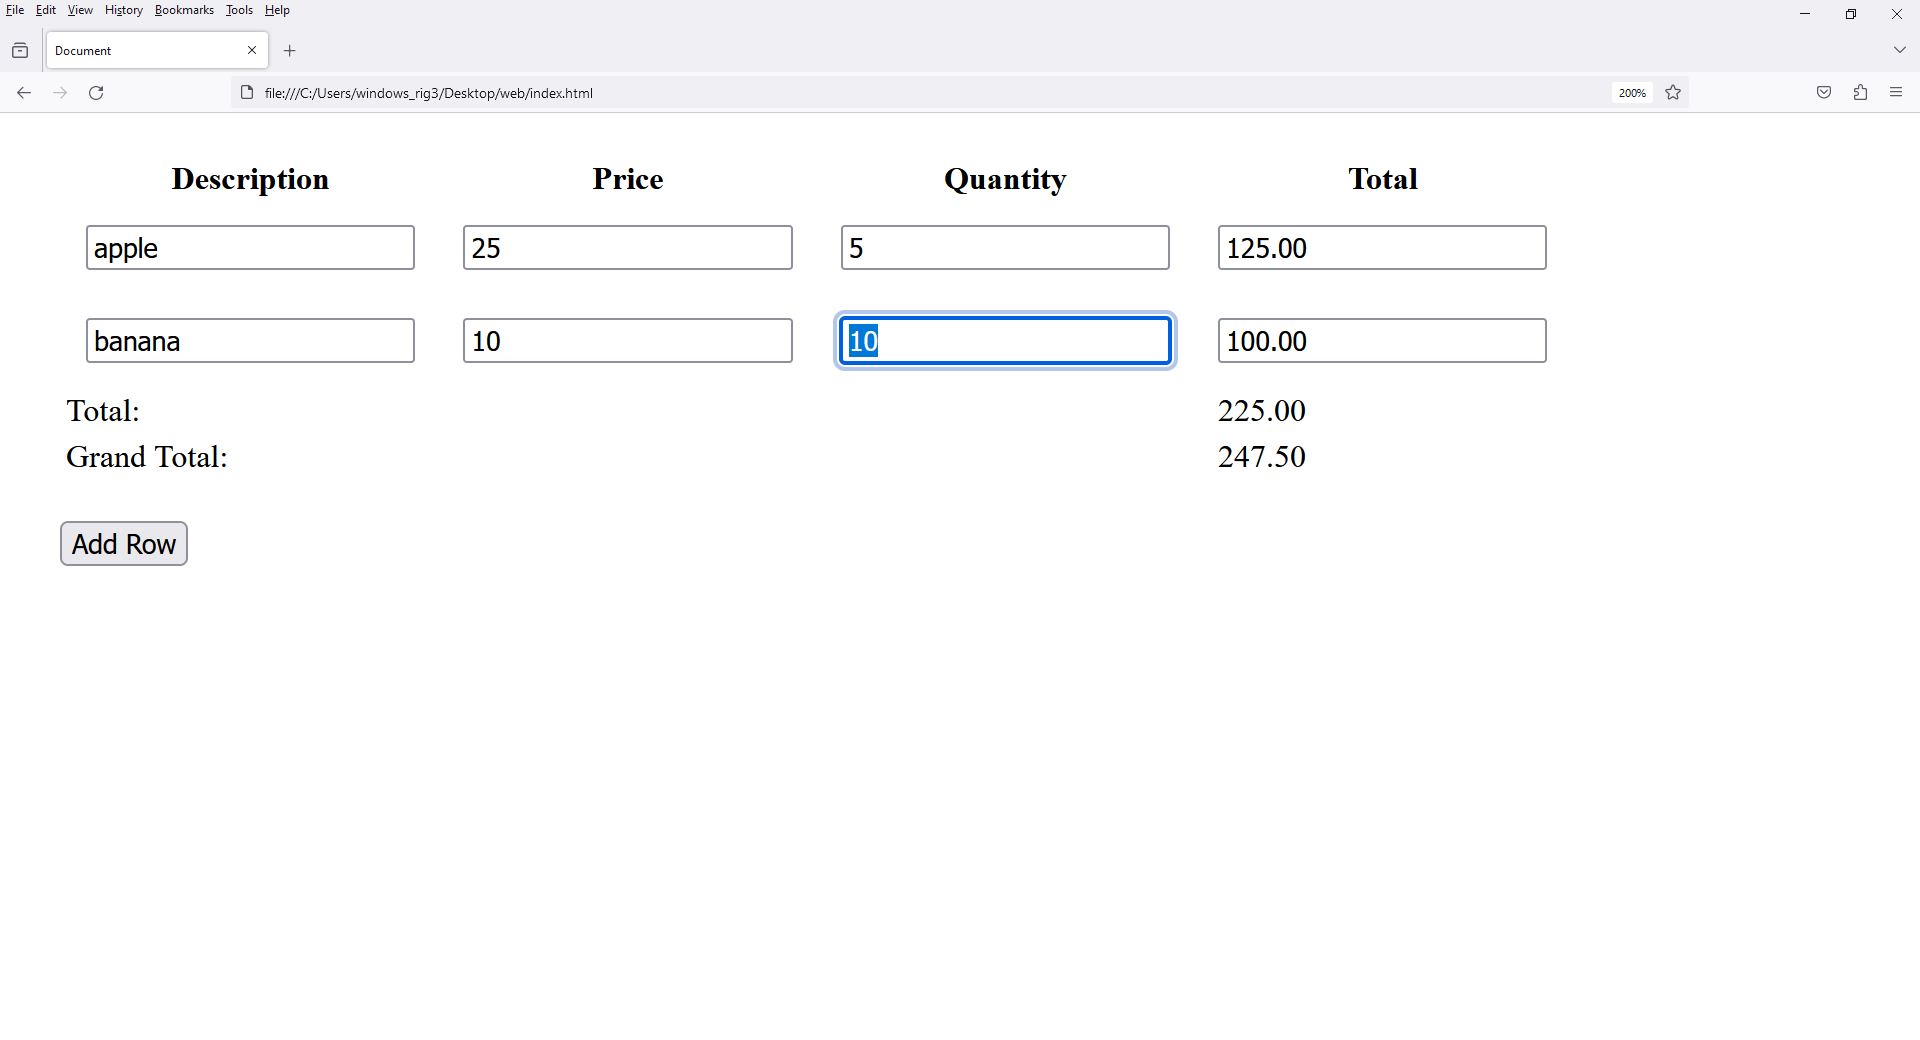 File Edit View History Bookmarks Tools Help
Document
file:///C:/Users/windows_rig3/Desktop/web/index.html 200%
Description Price Quantity Total
apple 25 5 125.00
banana 10 10 100.00
Total: 225.00
Grand Total: 247.50
Add Row